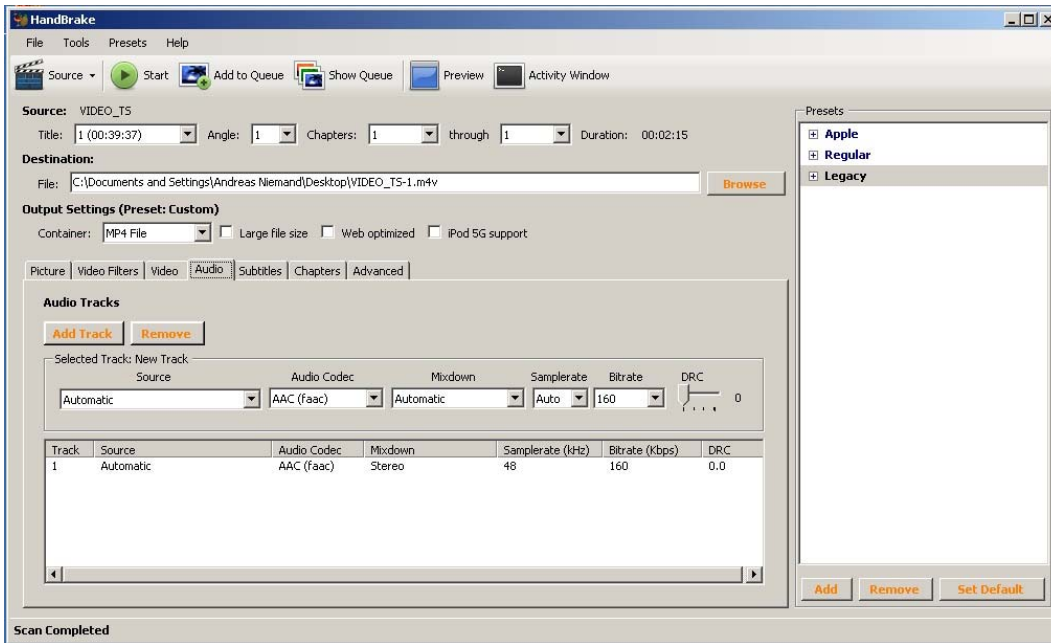 HandBrake
File Tools Presets Help
Source Start Add to Queue Show Queue Preview Activity Window
Source: VIDEO_TS
Title: 1 (00:39:37) Angle: 1 Chapters: 1 through 1 Duration: 00:02:15
Destination:
File: C:\Documents and Settings\Andreas Niemand\Desktop\VIDEO_TS-1.m4v Browse
Output Settings (Preset: Custom)
Container: MP4 File Large file size Web optimized iPod 5G support
Picture Video Filters Video Audio Subtitles Chapters Advanced
Audio Tracks
Add Track Remove
Selected Track: New Track
Source Audio Codec Mixdown Samplerate Bitrate DRC
Automatic AAC (faac) Automatic Auto 160 0
Track Source Audio Codec Mixdown Samplerate (kHz) Bitrate (Kbps) DRC
1 Automatic AAC (faac) Stereo 48 160 0.0
Presets
Apple
Regular
Legacy
Add Remove Set Default
Scan Completed